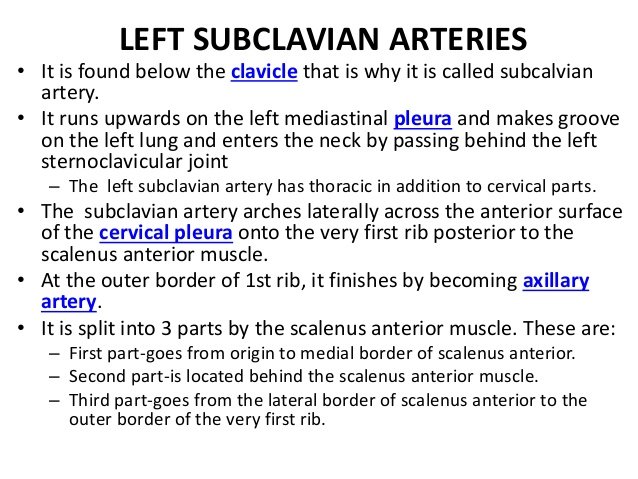 LEFT SUBCLAVIAN ARTERIES
• It is found below the clavicle that is why it is called subcalvian
artery.
• It runs upwards on the left mediastinal pleura and makes groove
on the left lung and enters the neck by passing behind the left
sternoclavicular joint
– The left subclavian artery has thoracic in addition to cervical parts.
• The subclavian artery arches laterally across the anterior surface
of the cervical pleura onto the very first rib posterior to the
scalenus anterior muscle.
• At the outer border of 1st rib, it finishes by becoming axillary
artery.
• It is split into 3 parts by the scalenus anterior muscle. These are:
– First part-goes from origin to medial border of scalenus anterior.
– Second part-is located behind the scalenus anterior muscle.
– Third part-goes from the lateral border of scalenus anterior to the
outer border of the very first rib.